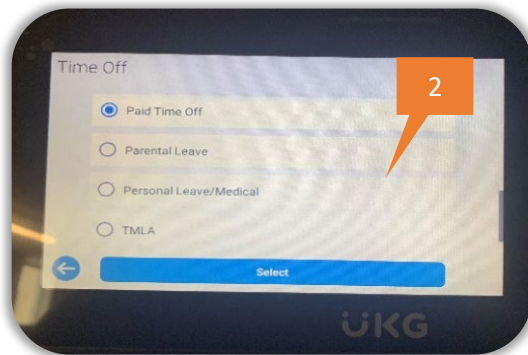 Time Off
2
Paid Time Off
Parental Leave
Personal Leave/Medical
TMLA
Select
UKG